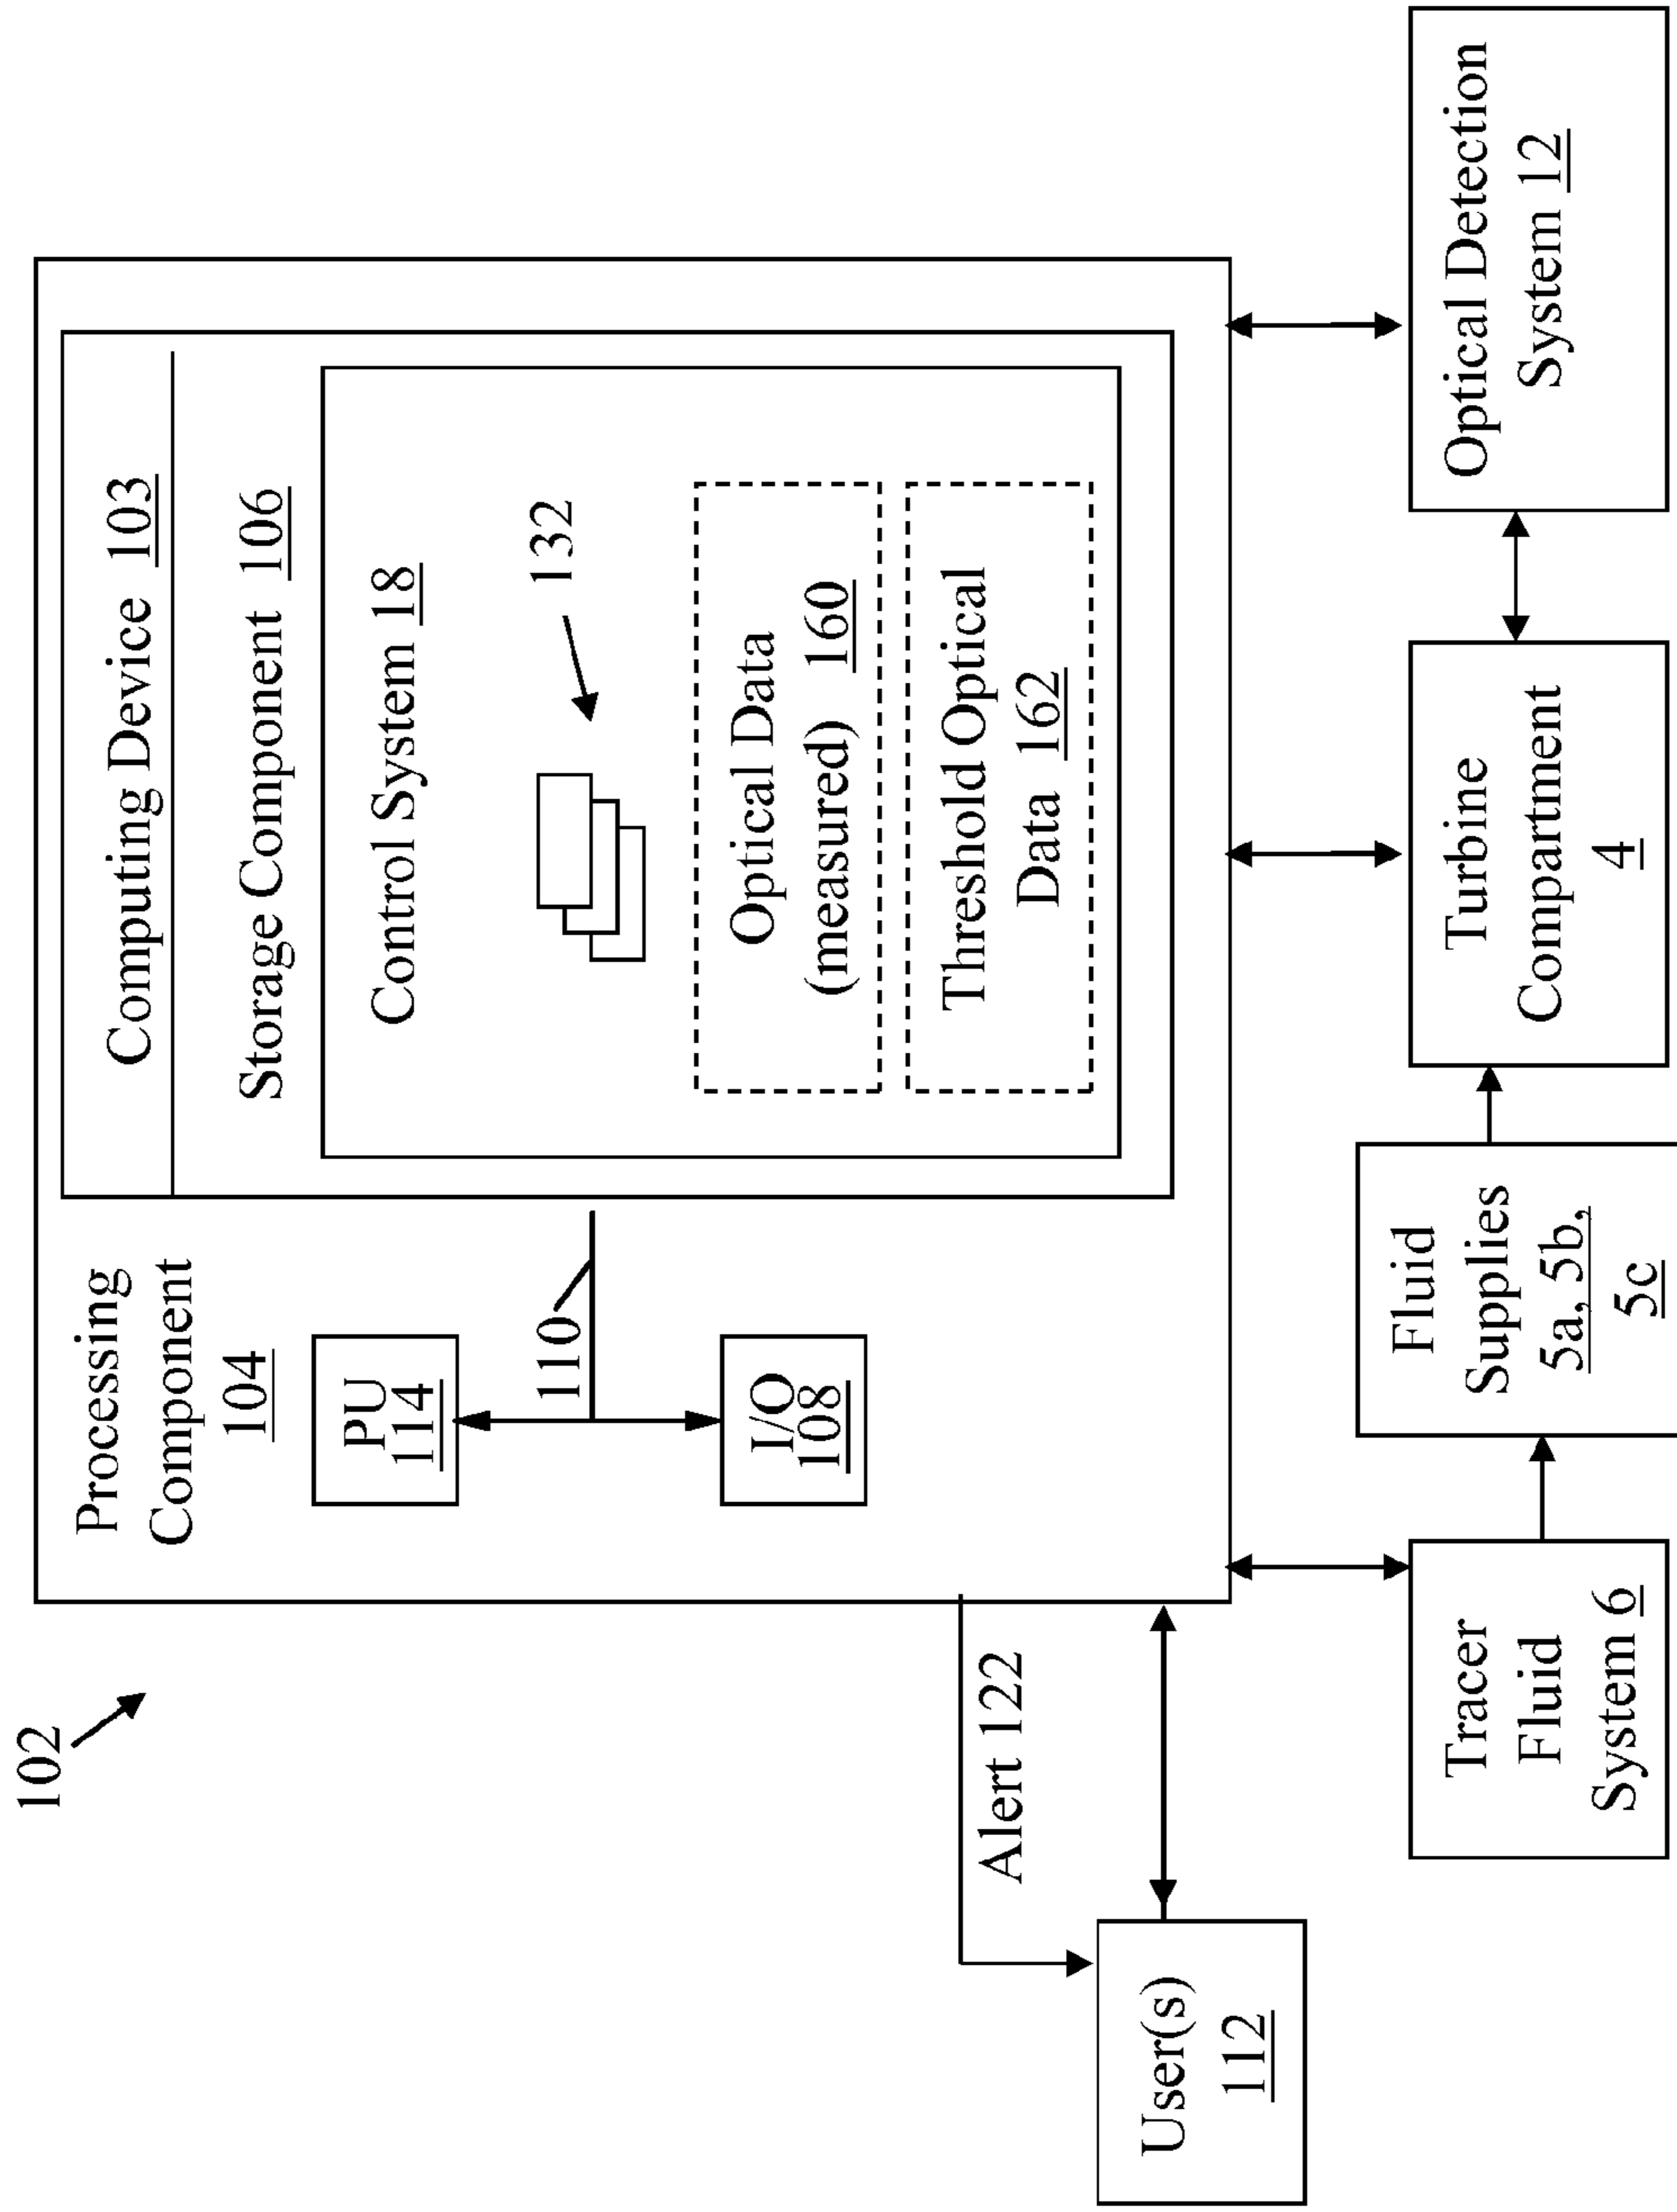 102
Processing
Component
104
PU
114
I/O
108
110
Computing Device 103
Storage Component 106
Control System 18
132
Optical Data
(measured) 160
Threshold Optical
Data 162
Alert 122
User(s)
112
Tracer
Fluid
System 6
Fluid
Supplies
5a, 5b,
5c
Turbine
Compartment
4
Optical Detection
System 12